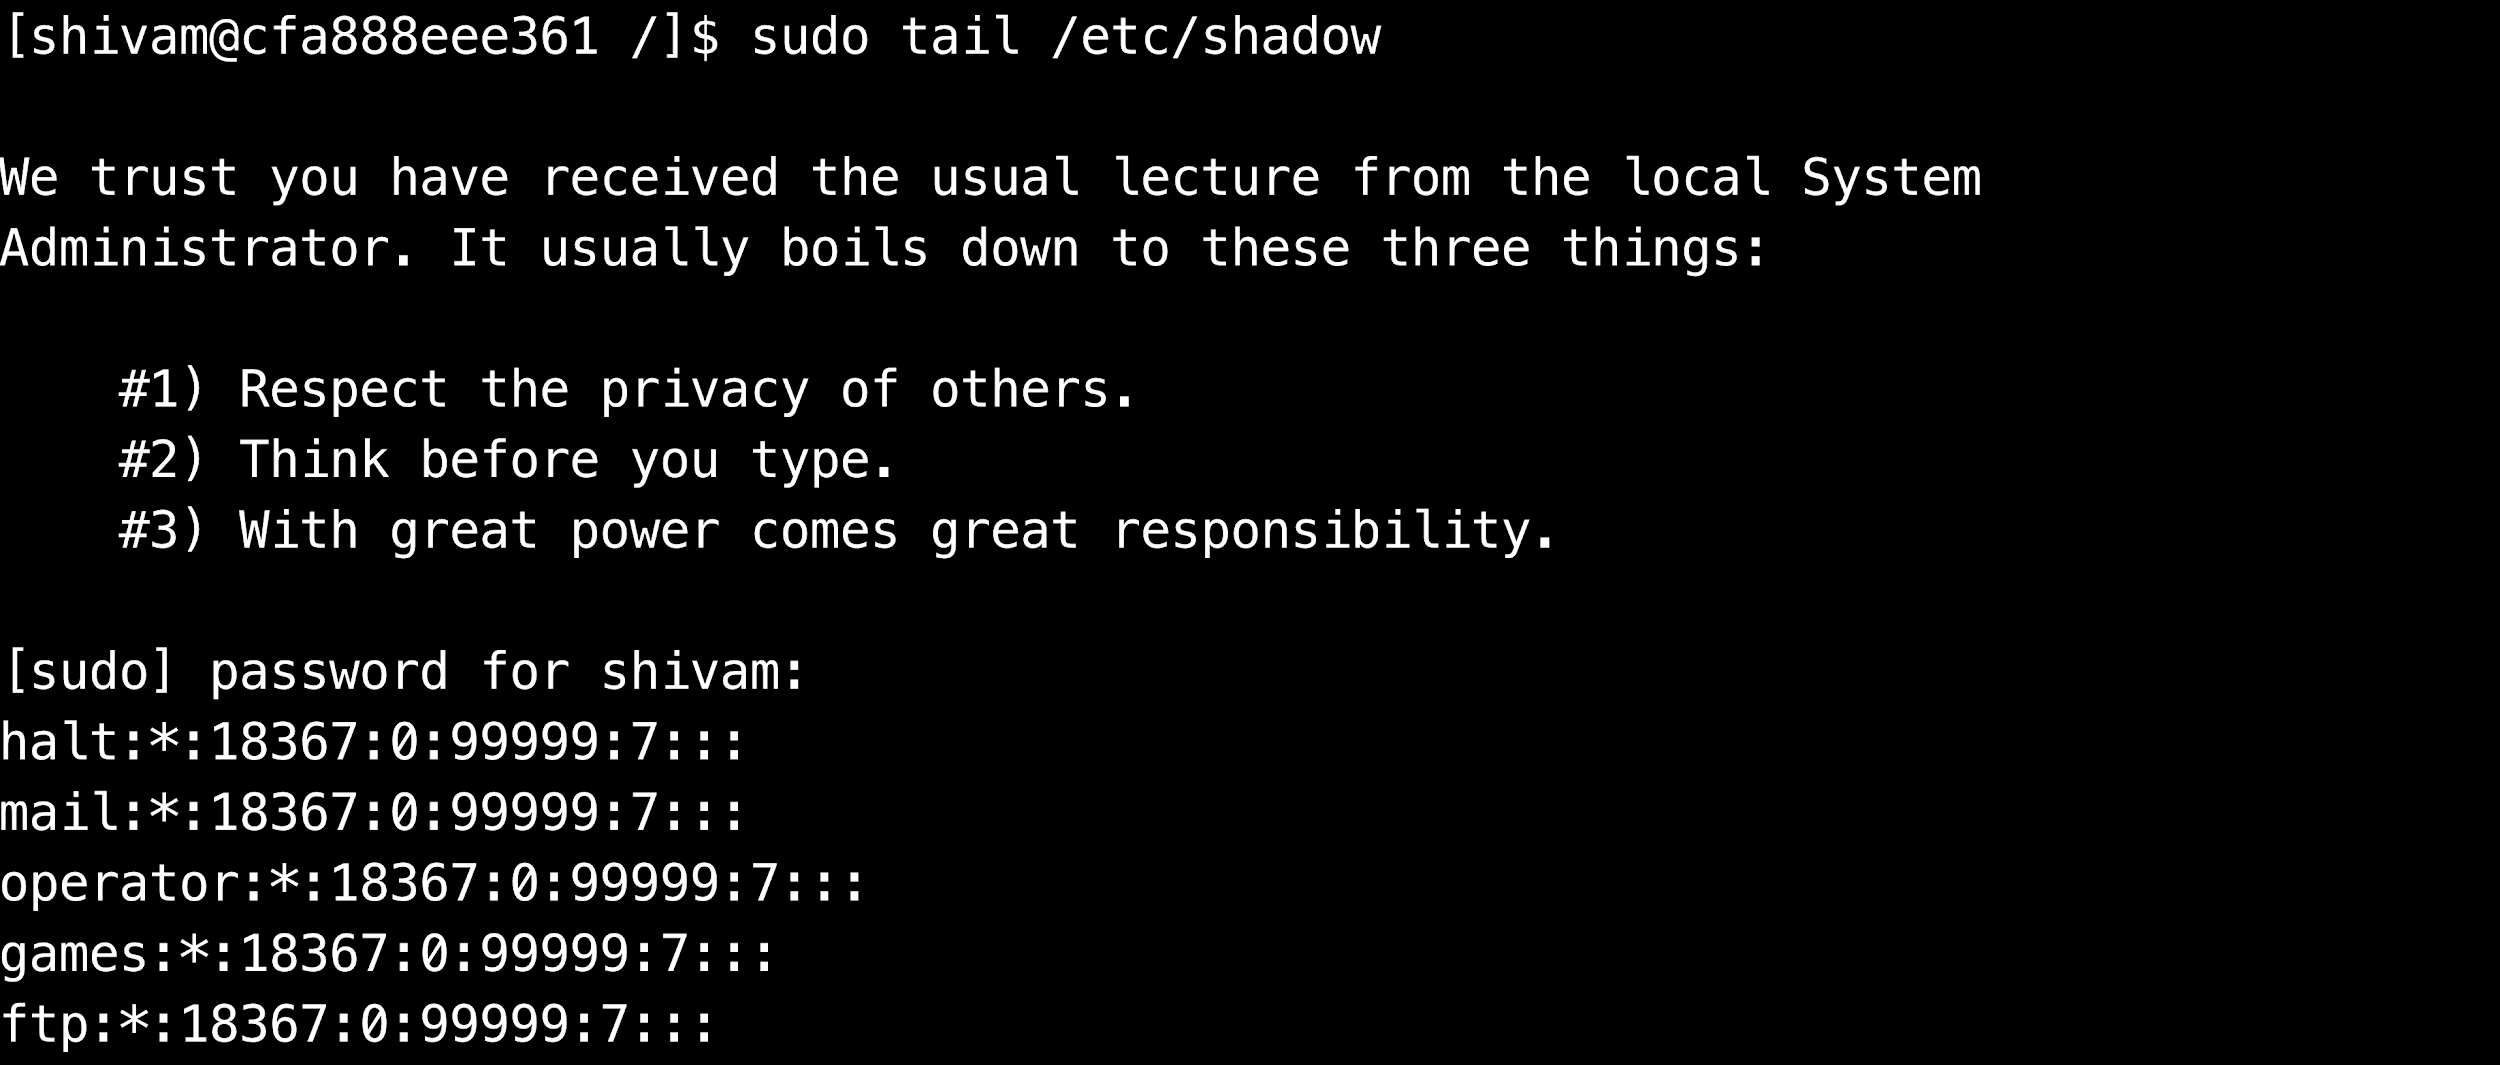 [shivam@cfa888eee361 /]$ sudo tail /etc/shadow
We trust you have received the usual lecture from the local System
Administrator. It usually boils down to these three things:
#1) Respect the privacy of others.
#2) Think before you type.
#3) With great power comes great responsibility.
[sudo] password for shivam:
halt:*:18367:0:99999:7:::
mail:*:18367:0:99999:7:::
operator:*:18367:0:99999:7:::
games:*:18367:0:99999:7:::
ftp:*:18367:0:99999:7:::